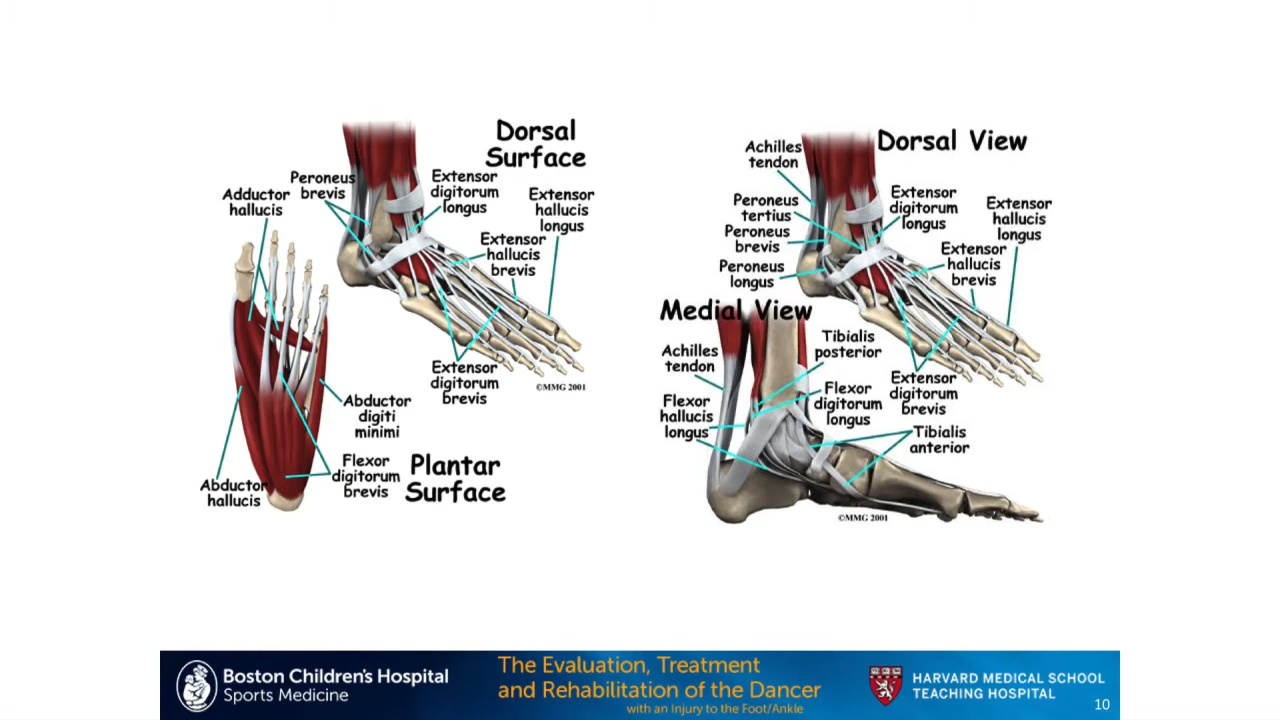 Dorsal
Surface
Peroneus
brevis
Extensor
digitorum
longus
Adductor
hallucis
Extensor
hallucis
longus
Extensor
hallucis
brevis
Extensor
digitorum
brevis
©MMG 2001
Abductor
digiti
minimi
Flexor
digitorum
brevis
Abductor
hallucis
Plantar
Surface
Dorsal View
Achilles
tendon
Peroneus
tertius
Peroneus
brevis
Peroneus
longus
Extensor
digitorum
longus
Extensor
hallucis
longus
Extensor
hallucis
brevis
Extensor
digitorum
brevis
Medial View
Achilles
tendon
Tibialis
posterior
Flexor
hallucis
longus
Flexor
digitorum
longus
Tibialis
anterior
©MMG 2001
Boston Children's Hospital
Sports Medicine
The Evaluation, Treatment
and Rehabilitation of the Dancer
with an Injury to the Foot/Ankle
HARVARD MEDICAL SCHOOL
TEACHING HOSPITAL
10